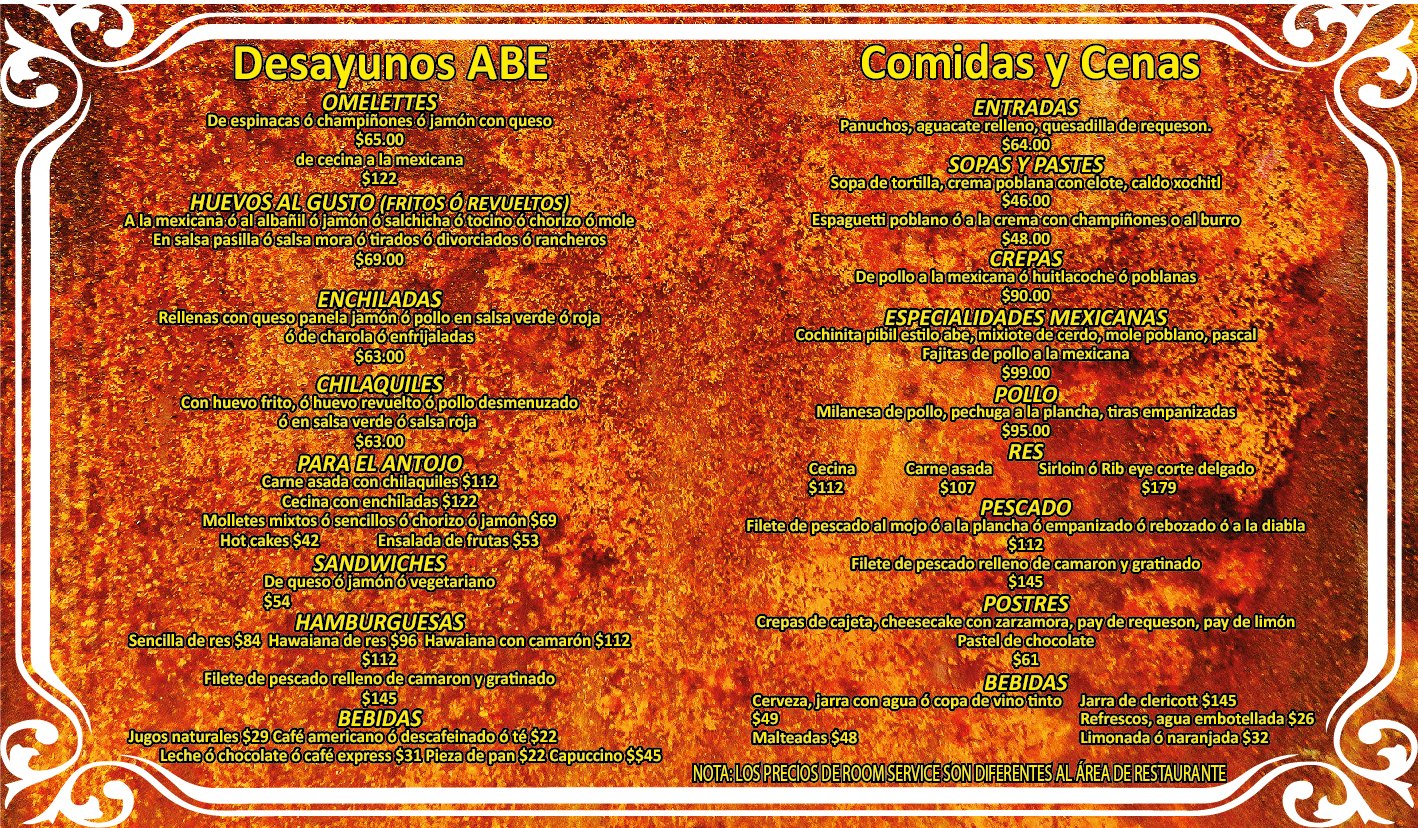 Desayunos ABE
OMELETTES
De espinacas ó champiñones ó jamón con queso
$65.00
de cecina a la mexicana
$122
HUEVOS AL GUSTO (FRITOS Ó REVUELTOS)
A la mexicana ó al albañil ó jamón ó salchicha ó tocino ó chorizo ó mole
En salsa pasilla ó salsa mora ó tirados ó divorciados ó rancheros
$69.00
ENCHILADAS
Rellenas con queso panela jamón ó pollo en salsa verde ó roja
ó de charola ó enfrijaladas
$63.00
CHILAQUILES
Con huevo frito, ó huevo revuelto ó pollo desmenuzado
ó en salsa verde ó salsa roja
$63.00
PARA EL ANTOJO
Carne asada con chilaquiles $112
Cecina con enchiladas $122
Molletes mixtos ó sencillos ó chorizo ó jamón $69
Hot cakes $42 Ensalada de frutas $53
SANDWICHES
De queso ó jamón ó vegetariano
$54
HAMBURGUESAS
Sencilla de res $84 Hawaiana de res $96 Hawaiana con camarón $112
$112
Filete de pescado relleno de camaron y gratinado
$145
BEBIDAS
Jugos naturales $29 Café americano ó descafeinado ó té $22
Leche ó chocolate ó café express $31 Pieza de pan $22 Capuccino $$45
Comidas y Cenas
ENTRADAS
Panuchos, aguacate relleno, quesadilla de requeson.
$64.00
SOPAS Y PASTES
Sopa de tortilla, crema poblana con elote, caldo xochitl
$46.00
Espaguetti poblano ó a la crema con champiñones o al burro
$48.00
CREPAS
De pollo a la mexicana ó huitlacoche ó poblanas
$90.00
ESPECIALIDADES MEXICANAS
Cochinita pibil estilo abe, mixiote de cerdo, mole poblano, pascal
Fajitas de pollo a la mexicana
$99.00
POLLO
Milanesa de pollo, pechuga a la plancha, tiras empanizadas
$95.00
RES
Cecina Carne asada Sirloin ó Rib eye corte delgado
$112 $107 $179
PESCADO
Filete de pescado al mojo ó a la plancha ó empanizado ó rebozado ó a la diabla
$112
Filete de pescado relleno de camaron y gratinado
$145
POSTRES
Crepas de cajeta, cheesecake con zarzamora, pay de requeson, pay de limón
Pastel de chocolate
$61
BEBIDAS
Cerveza, jarra con agua ó copa de vino tinto Jarra de clericott $145
$49 Refrescos, agua embotellada $26
Malteadas $48 Limonada ó naranjada $32
NOTA: LOS PRECIOS DE ROOM SERVICE SON DIFERENTES AL ÁREA DE RESTAURANTE